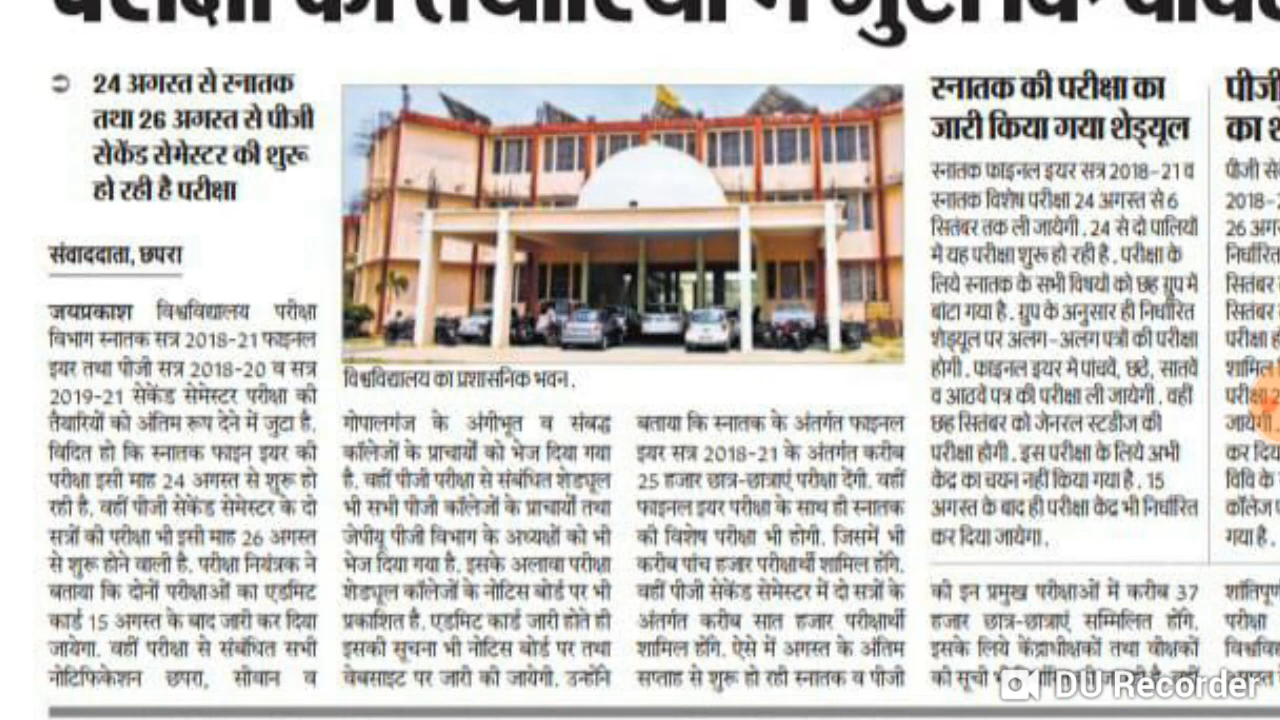 24 अगस्त से स्नातक
तथा 26 अगस्त से पीजी
सेकेंड सेमेस्टर की शुरू
हो रही है परीक्षा
संवाददाता, छपरा
जयप्रकाश विश्वविद्यालय परीक्षा
विभाग स्नातक सत्र 2018-21 फाइनल
इयर तथा पीजी सत्र 2018-20 व सत्र
2019-21 सेकेंड सेमेस्टर परीक्षा की
तैयारियों को अंतिम रूप देने में जुटा है.
विदित हो कि स्नातक फाइन इयर की
परीक्षा इसी माह 24 अगस्त से शुरू हो
रही है. वहीं पीजी सेकेंड सेमेस्टर के दो
सत्रों की परीक्षा भी इसी माह 26 अगस्त
से शुरू होने वाली है. परीक्षा नियंत्रक ने
बताया कि दोनों परीक्षाओं का एडमिट
कार्ड 15 अगस्त के बाद जारी कर दिया
जायेगा. वहीं परीक्षा से संबंधित सभी
नोटिफिकेशन छपरा, सीवान व
विश्वविद्यालय का प्रशासनिक भवन.
गोपालगंज के अंगीभूत व संबद्ध
कॉलेजों के प्राचार्यों को भेज दिया गया
है. वहीं पीजी परीक्षा से संबंधित शेड्यूल
भी सभी पीजी कॉलेजों के प्राचार्यों तथा
जेपीयू पीजी विभाग के अध्यक्षों को भी
भेज दिया गया है. इसके अलावा परीक्षा
शेड्यूल कॉलेजों के नोटिस बोर्ड पर भी
प्रकाशित है. एडमिट कार्ड जारी होते ही
इसकी सूचना भी नोटिस बोर्ड पर तथा
वेबसाइट पर जारी की जायेगी. उन्होंने
बताया कि स्नातक के अंतर्गत फाइनल
इयर सत्र 2018-21 के अंतर्गत करीब
25 हजार छात्र-छात्राएं परीक्षा देंगी. वहीं
फाइनल इयर परीक्षा के साथ ही स्नातक
की विशेष परीक्षा भी होगी. जिसमें भी
करीब पांच हजार परीक्षार्थी शामिल होंगे.
वहीं पीजी सेकेंड सेमेस्टर में दो सत्रों के
अंतर्गत करीब सात हजार परीक्षार्थी
शामिल होंगे. ऐसे में अगस्त के अंतिम
सप्ताह से शुरू हो रही स्नातक व पीजी
स्नातक की परीक्षा का
जारी किया गया शेड्यूल
स्नातक फाइनल इयर सत्र 2018-21 व
स्नातक विशेष परीक्षा 24 अगस्त से 6
सितंबर तक ली जायेगी. 24 से दो पालियों
में यह परीक्षा शुरू हो रही है. परीक्षा के
लिये स्नातक के सभी विषयों को छह ग्रुप में
बांटा गया है. ग्रुप के अनुसार ही निर्धारित
शेड्यूल पर अलग-अलग पत्रों की परीक्षा
होगी. फाइनल इयर में पांचवें, छठे, सातवें
व आठवें पत्र की परीक्षा ली जायेगी. वहीं
छह सितंबर को जेनरल स्टडीज की
परीक्षा होगी. इस परीक्षा के लिये अभी
केंद्र का चयन नहीं किया गया है. 15
अगस्त के बाद ही परीक्षा केंद्र भी निर्धारित
कर दिया जायेगा.
की इन प्रमुख परीक्षाओं में करीब 37
हजार छात्र-छात्राएं सम्मिलित होंगे.
इसके लिये केंद्राधीक्षकों तथा वीक्षकों
की सूची
पीजी
का
पीजी
2018-
सितंबर
सितंबर
परीक्षा
परीक्षा
जायेगी.
विवि के
कॉलेज
गया है.
परीक्षा
DU Recorder